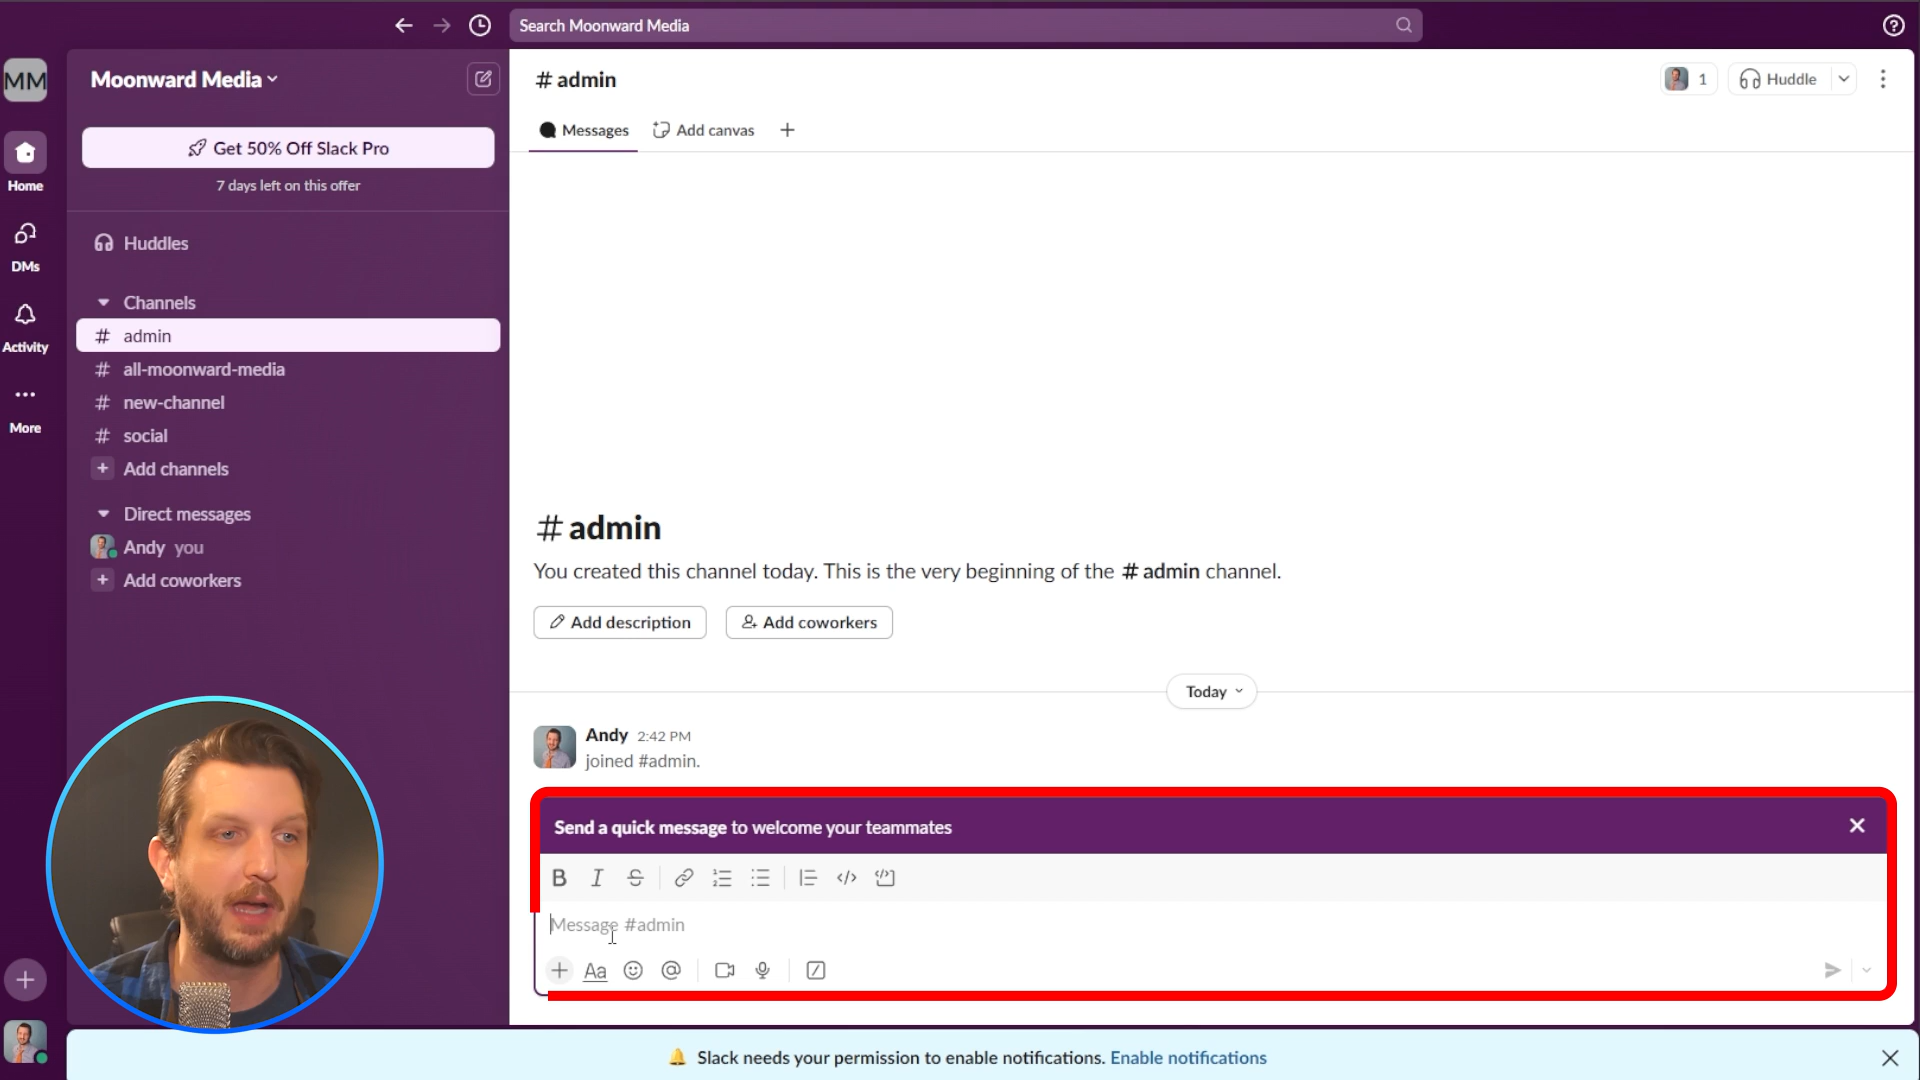 Search Moonward Media
MM
Moonward Media
Get 50% Off Slack Pro
7 days left on this offer
Home
DMs
Activity
More
Huddles
Channels
# admin
# all-moonward-media
# new-channel
# social
+ Add channels
Direct messages
Andy you
+ Add coworkers
# admin
1
Huddle
Messages
Add canvas
+
# admin
You created this channel today. This is the very beginning of the # admin channel.
Add description
Add coworkers
Today
Andy 2:42 PM
joined #admin.
Send a quick message to welcome your teammates
B I S
Message #admin
+ Aa @
Slack needs your permission to enable notifications. Enable notifications